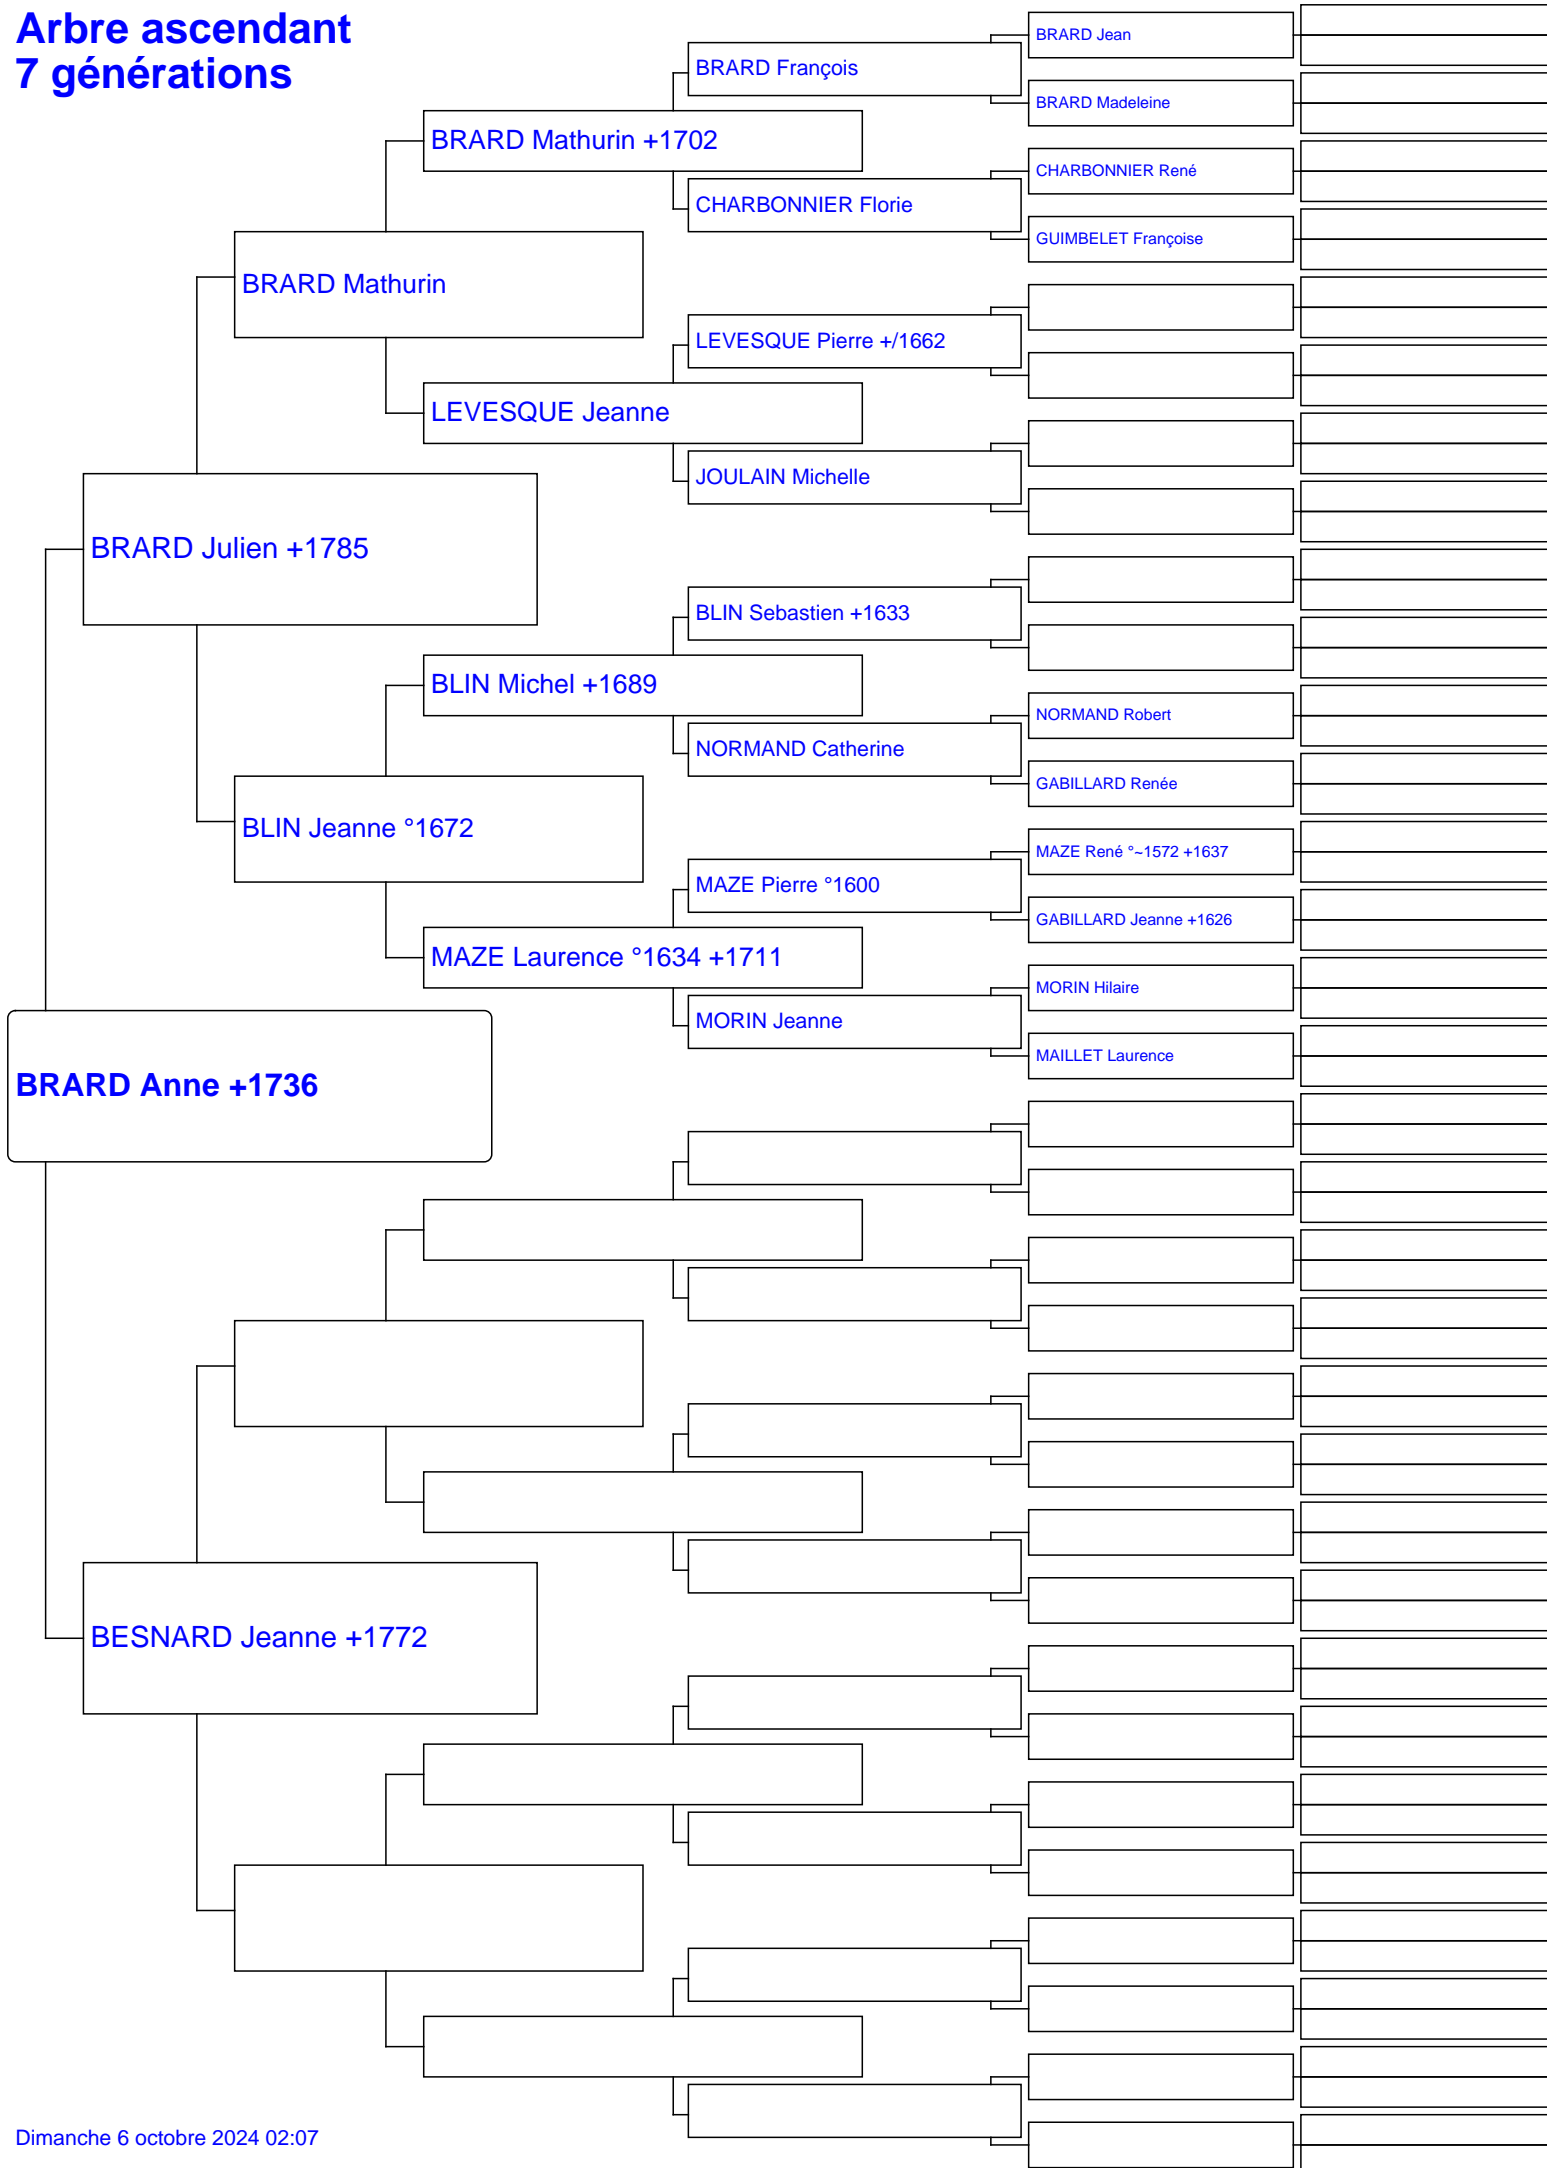 Arbre ascendant
7 générations
BRARD Jean
BRARD François
BRARD Madeleine
BRARD Mathurin +1702
CHARBONNIER René
CHARBONNIER Florie
GUIMBELET Françoise
BRARD Mathurin
LEVESQUE Pierre +/1662
LEVESQUE Jeanne
JOULAIN Michelle
BRARD Julien +1785
BLIN Sebastien +1633
BLIN Michel +1689
NORMAND Robert
NORMAND Catherine
GABILLARD Renée
BLIN Jeanne °1672
MAZE René °~1572 +1637
MAZE Pierre °1600
GABILLARD Jeanne +1626
MAZE Laurence °1634 +1711
MORIN Hilaire
MORIN Jeanne
MAILLET Laurence
BRARD Anne +1736
BESNARD Jeanne +1772
Dimanche 6 octobre 2024 02:07